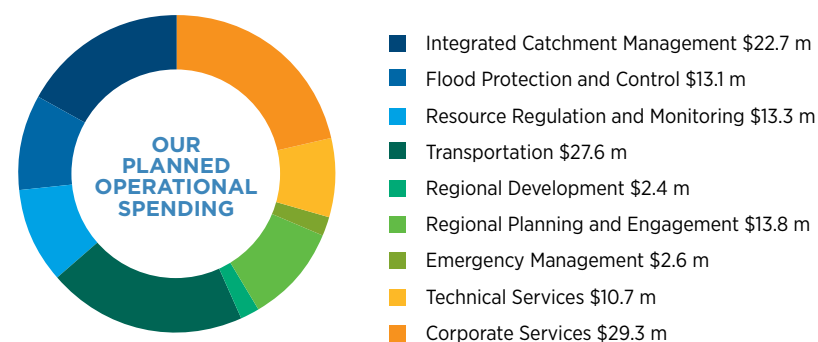 OUR
PLANNED
OPERATIONAL
SPENDING
Integrated Catchment Management $22.7 m
Flood Protection and Control $13.1 m
Resource Regulation and Monitoring $13.3 m
Transportation $27.6 m
Regional Development $2.4 m
Regional Planning and Engagement $13.8 m
Emergency Management $2.6 m
Technical Services $10.7 m
Corporate Services $29.3 m